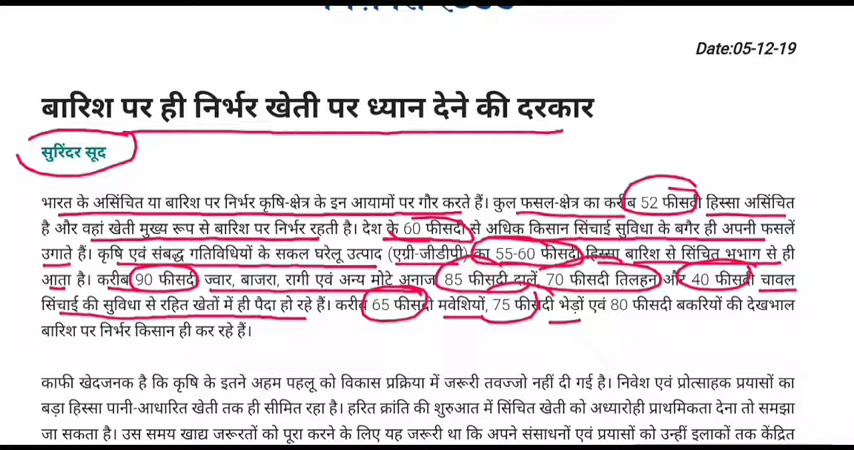 Date:05-12-19
बारिश पर ही निर्भर खेती पर ध्यान देने की दरकार
सुरिंदर सूद
भारत के असिंचित या बारिश पर निर्भर कृषि-क्षेत्र के इन आयामों पर गौर करते हैं। कुल फसल-क्षेत्र का करीब 52 फीसदी हिस्सा असिंचित
है और वहां खेती मुख्य रूप से बारिश पर निर्भर रहती है। देश के 60 फीसदी से अधिक किसान सिंचाई सुविधा के बगैर ही अपनी फसलें
उगाते हैं। कृषि एवं संबद्ध गतिविधियों के सकल घरेलू उत्पाद (एग्री-जीडीपी) का 55-60 फीसदी हिस्सा बारिश से सिंचित भूभाग से ही
आता है। करीब 90 फीसदी ज्वार, बाजरा, रागी एवं अन्य मोटे अनाज, 85 फीसदी दालें, 70 फीसदी तिलहन और 40 फीसदी चावल
सिंचाई की सुविधा से रहित खेतों में ही पैदा हो रहे हैं। करीब 65 फीसदी मवेशियों, 75 फीसदी भेड़ों एवं 80 फीसदी बकरियों की देखभाल
बारिश पर निर्भर किसान ही कर रहे हैं।
काफी खेदजनक है कि कृषि के इतने अहम पहलू को विकास प्रक्रिया में जरूरी तवज्जो नहीं दी गई है। निवेश एवं प्रोत्साहक प्रयासों का
बड़ा हिस्सा पानी-आधारित खेती तक ही सीमित रहा है। हरित क्रांति की शुरुआत में सिंचित खेती को अध्यारोही प्राथमिकता देना तो समझा
जा सकता है। उस समय खाद्य जरूरतों को पूरा करने के लिए यह जरूरी था कि अपने संसाधनों एवं प्रयासों को उन्हीं इलाकों तक केंद्रित